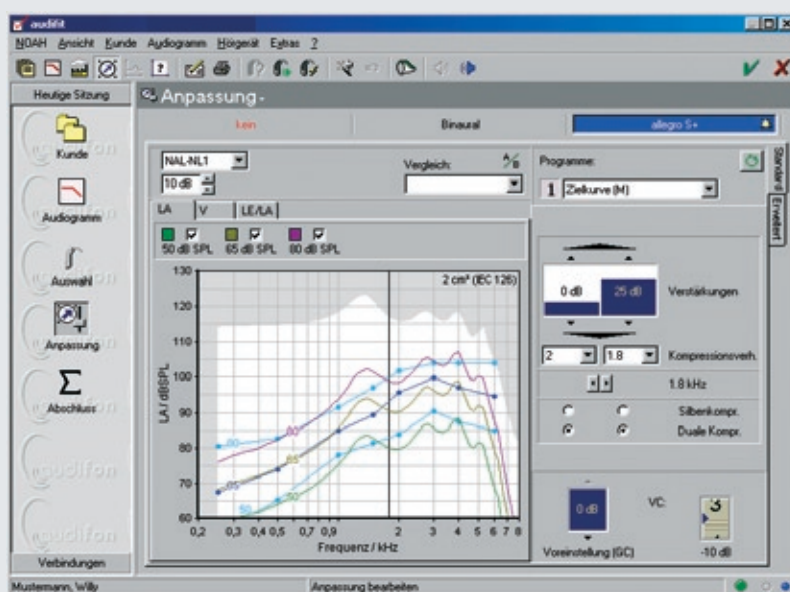 audifit
NOAH Ansicht Kunde Audiogramm Hörgerät Extras ?
Heutige Sitzung
Kunde
Audiogramm
Auswahl
Anpassung
Abschluss
audifon
Verbindungen
Anpassung -
kein Binaural allegro S+
NAL-NL1
10 dB
Vergleich:
A/B
Programme:
1 Zielkurve (M)
Standard
Erweitert
LA V LE/LA
50 dB SPL 65 dB SPL 80 dB SPL
2 cm³ (IEC 126)
LA / dBSPL
130
120
110
100
90
80
70
60
80 80
65 65
50 50
0,2 0,3 0,4 0,5 0,7 0,9 2 3 4 5 6 7 8
Frequenz / kHz
0 dB 25 dB Verstärkungen
2 1.8 Kompressionsverh.
1.8 kHz
Silbenkompr.
Duale Kompr.
0 dB VC: 3
Voreinstellung (GC) -10 dB
Mustermann, Willy Anpassung bearbeiten